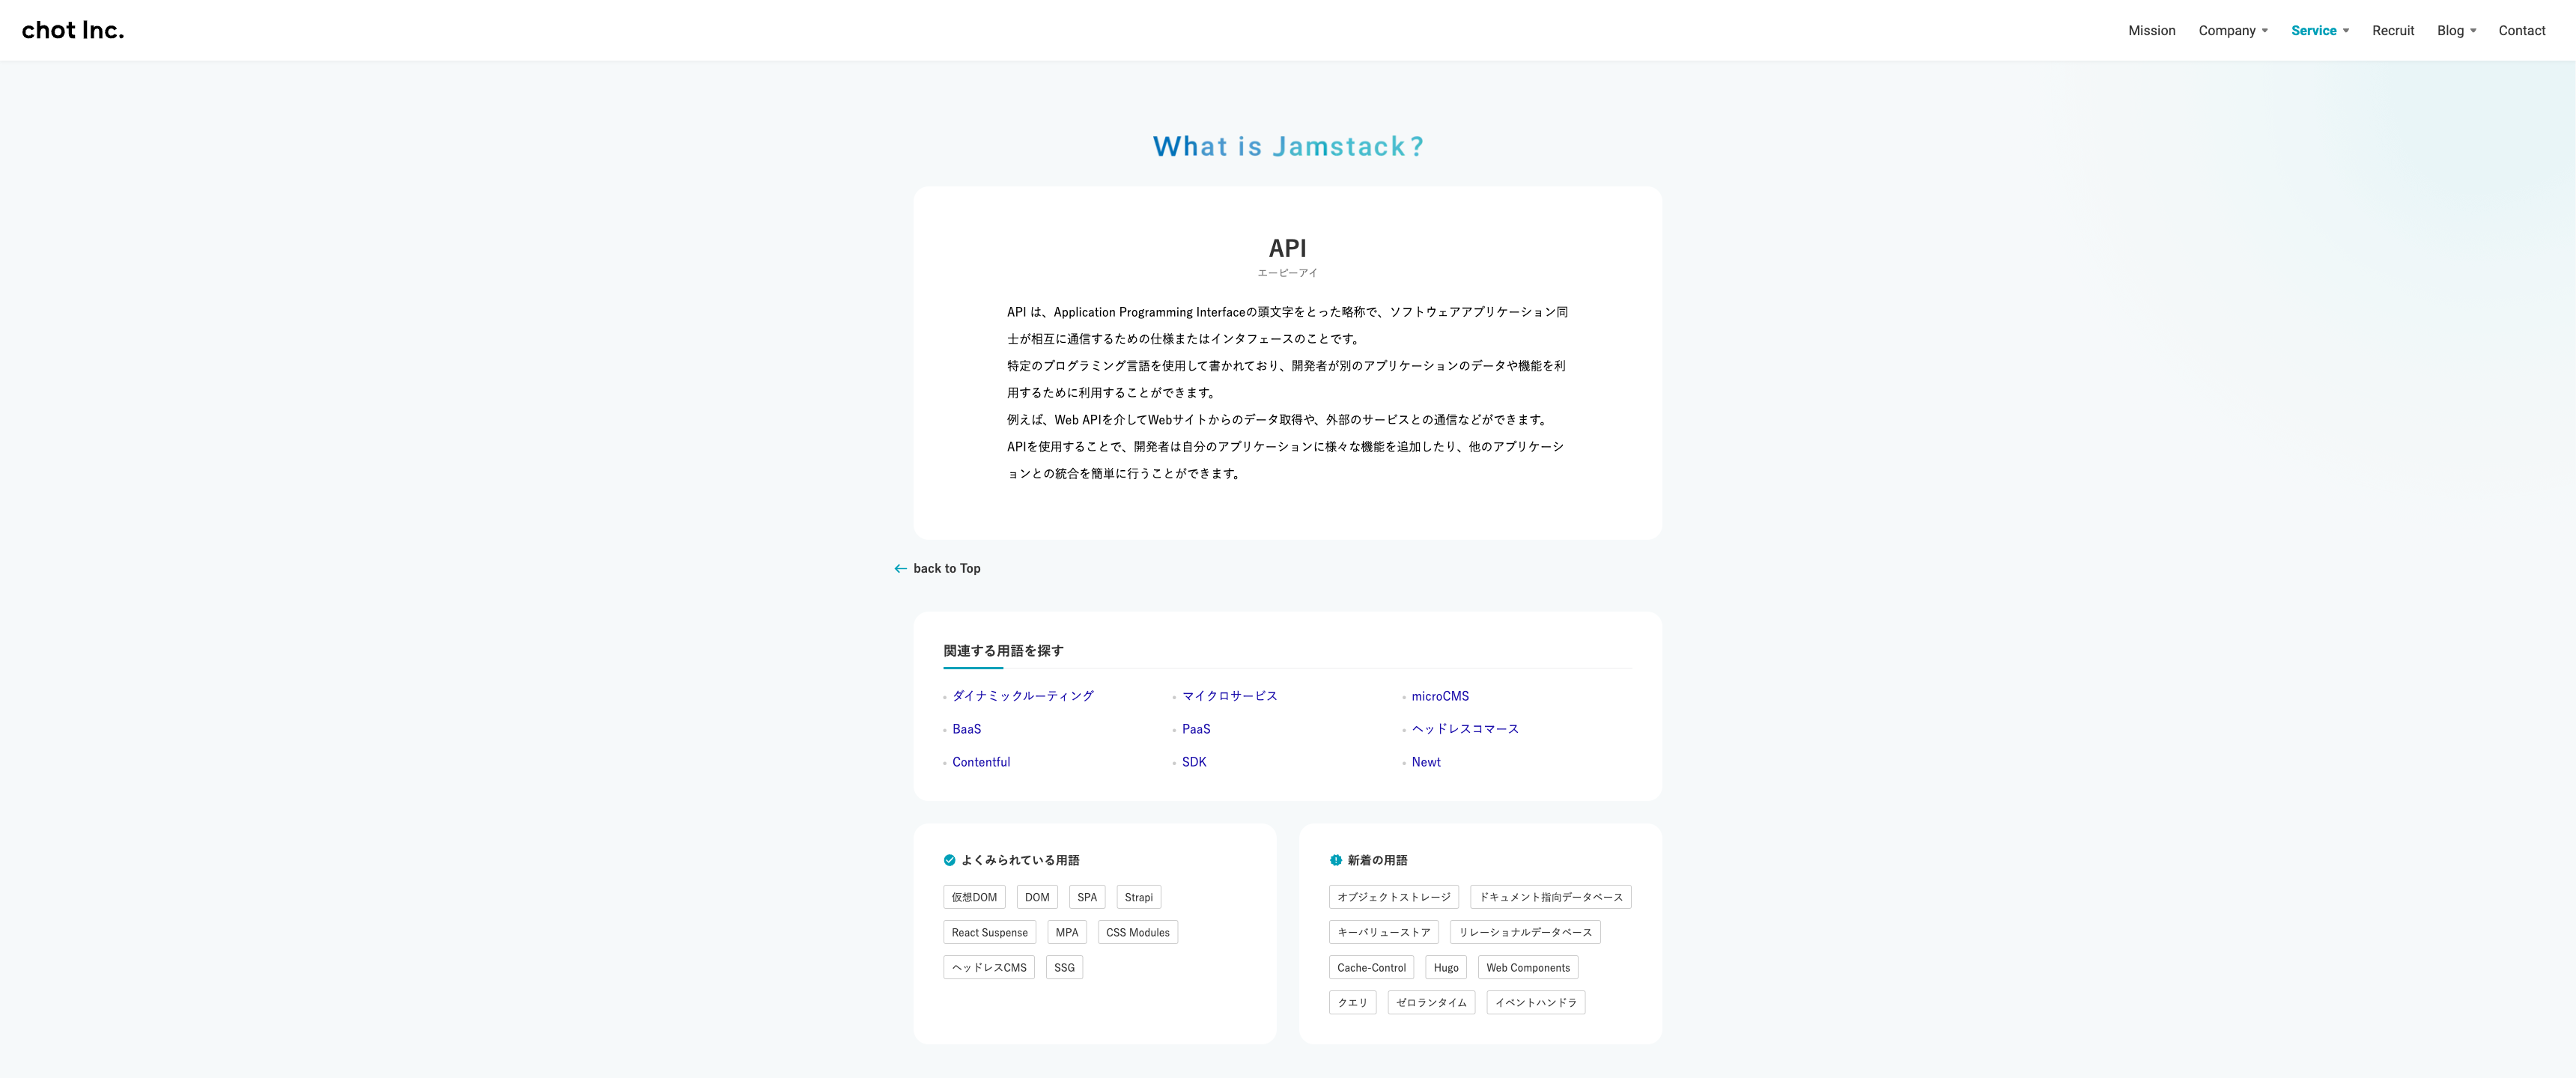 chot Inc.
Mission Company Service Recruit Blog Contact
What is Jamstack?
API
エーピーアイ
API は、Application Programming Interfaceの頭文字をとった略称で、ソフトウェアアプリケーション同
士が相互に通信するための仕様またはインタフェースのことです。
特定のプログラミング言語を使用して書かれており、開発者が別のアプリケーションのデータや機能を利
用するために利用することができます。
例えば、Web APIを介してWebサイトからのデータ取得や、外部のサービスとの通信などができます。
APIを使用することで、開発者は自分のアプリケーションに様々な機能を追加したり、他のアプリケーシ
ョンとの統合を簡単に行うことができます。
back to Top
関連する用語を探す
ダイナミックルーティング マイクロサービス microCMS
BaaS PaaS ヘッドレスコマース
Contentful SDK Newt
よくみられている用語
仮想DOM DOM SPA Strapi
React Suspense MPA CSS Modules
ヘッドレスCMS SSG
新着の用語
オブジェクトストレージ ドキュメント指向データベース
キーバリューストア リレーショナルデータベース
Cache-Control Hugo Web Components
クエリ ゼロランタイム イベントハンドラ